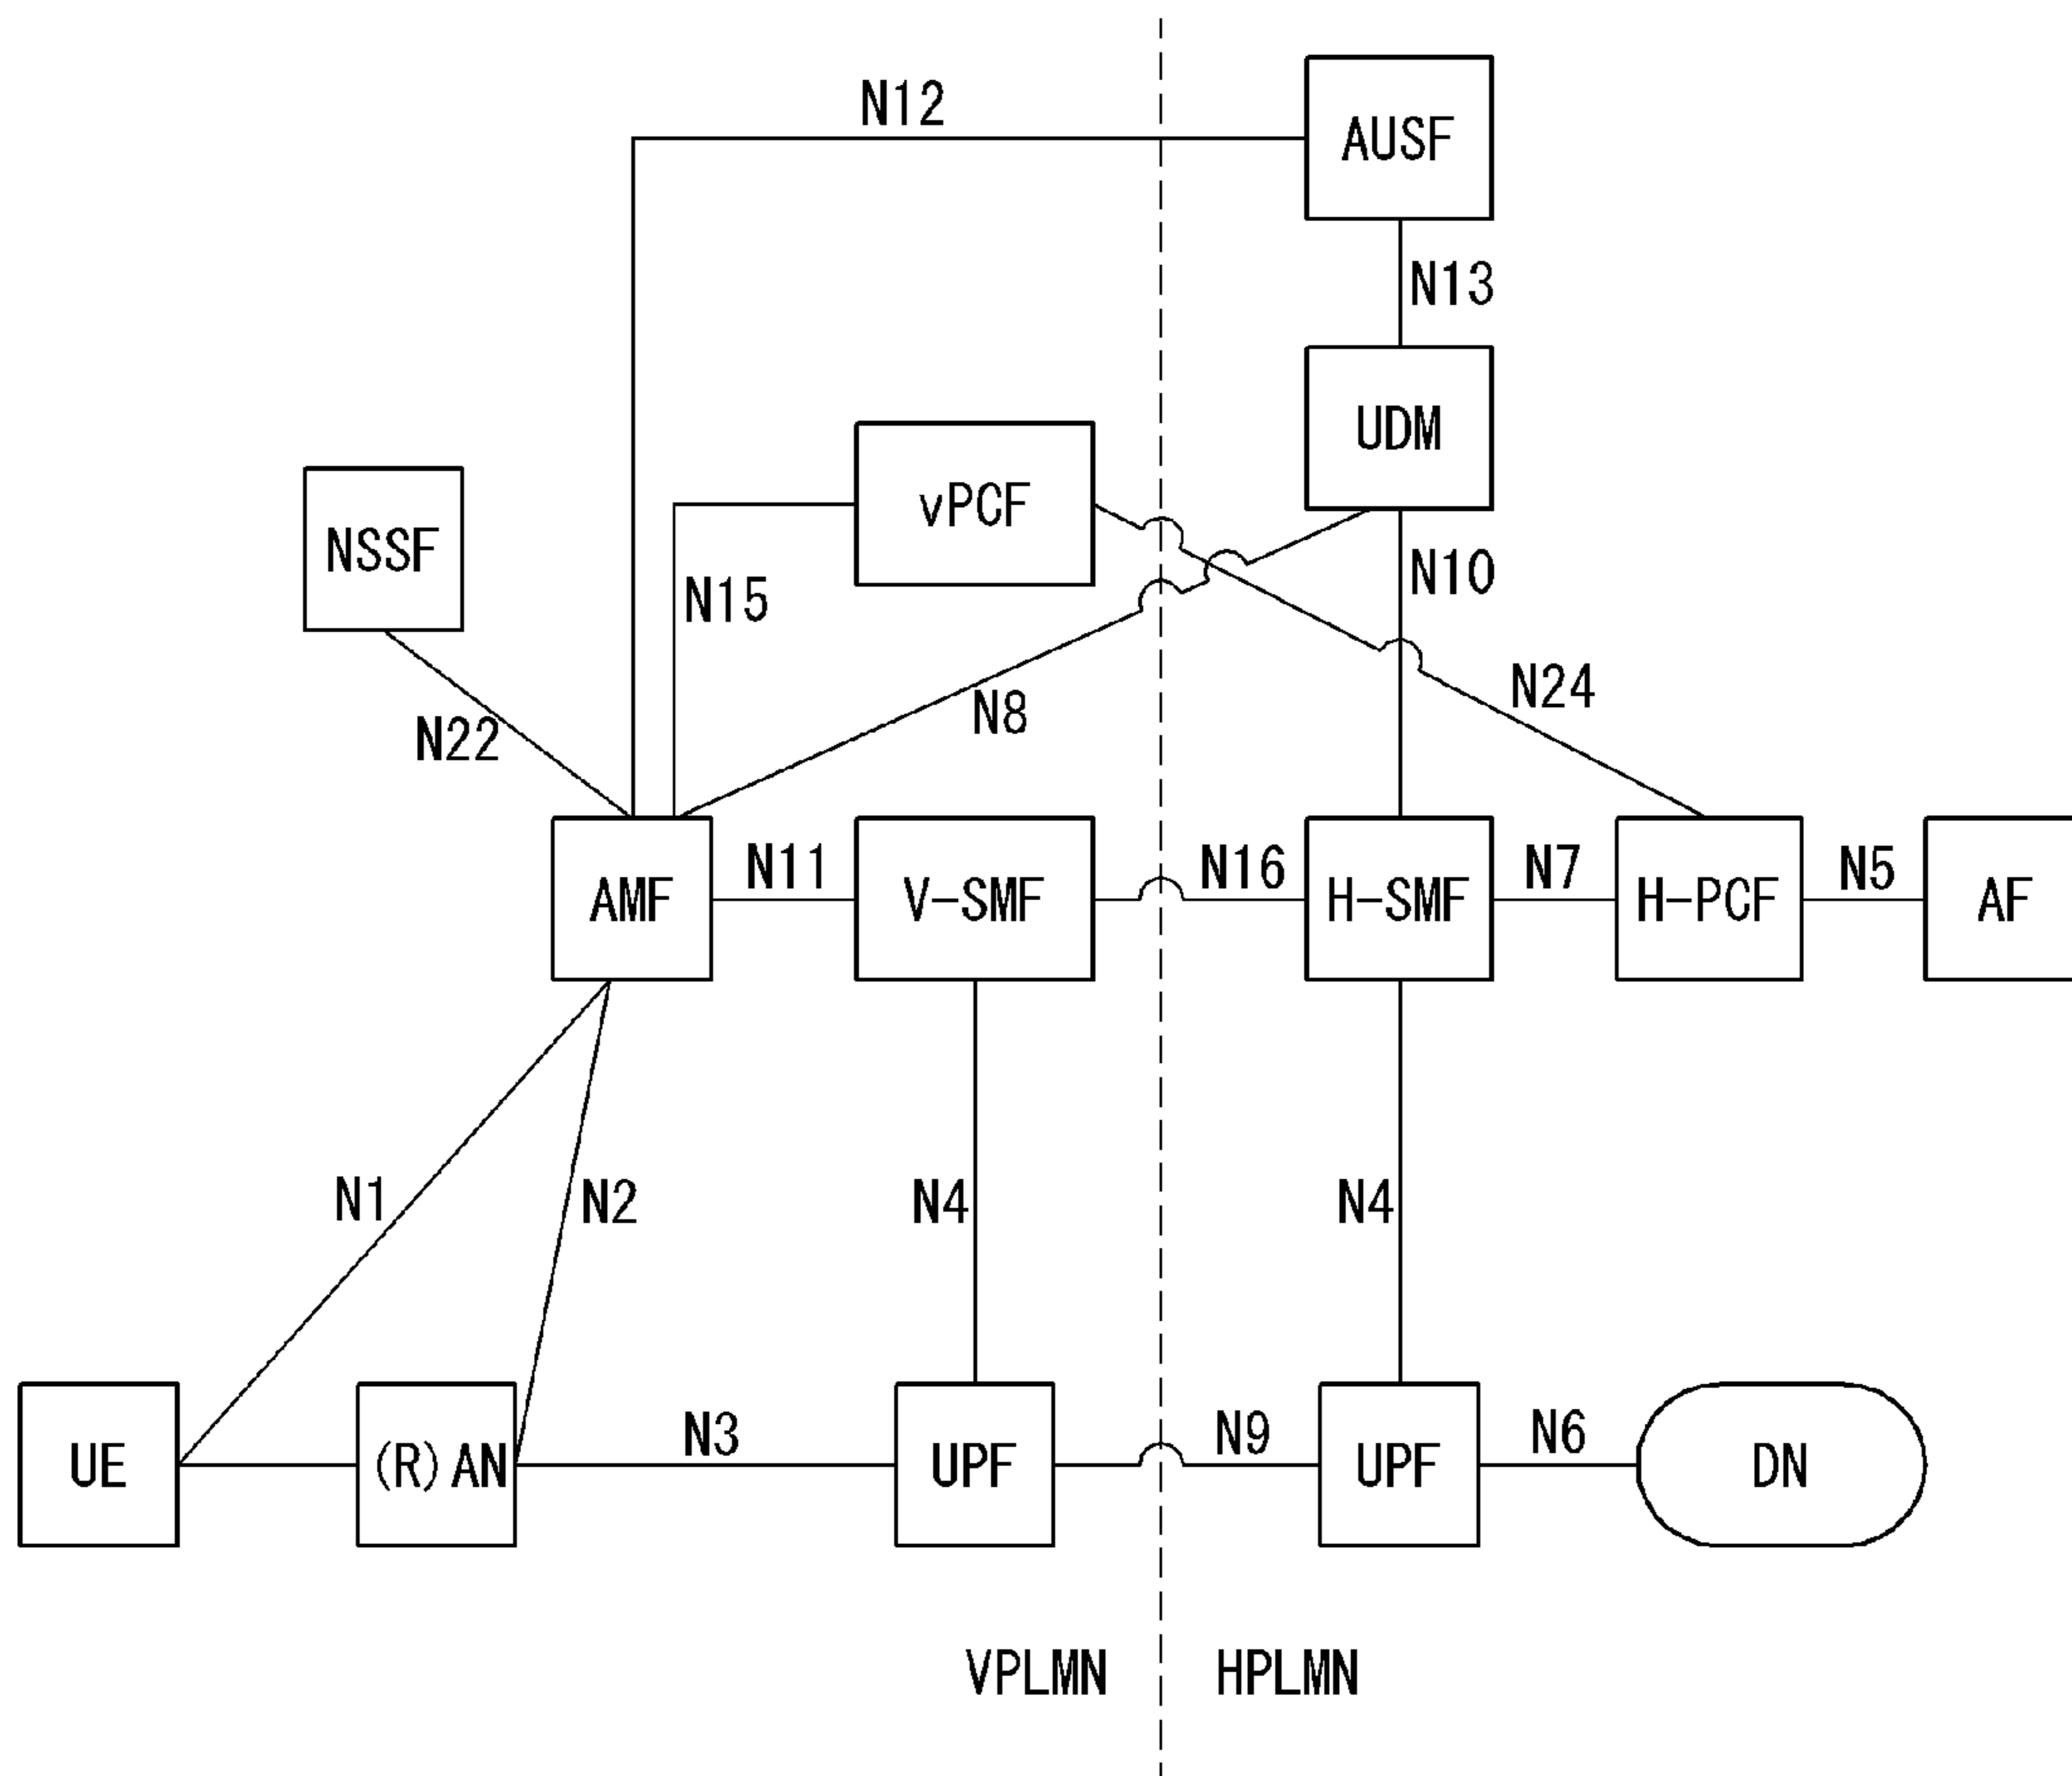 N12
AUSF
N13
UDM
vPCF
NSSF
N15
N10
N8
N24
N22
AMF
N11
V-SMF
N16
H-SMF
N7
H-PCF
N5
AF
N1
N2
N4
N4
UE
(R)AN
N3
UPF
N9
UPF
N6
DN
VPLMN
HPLMN